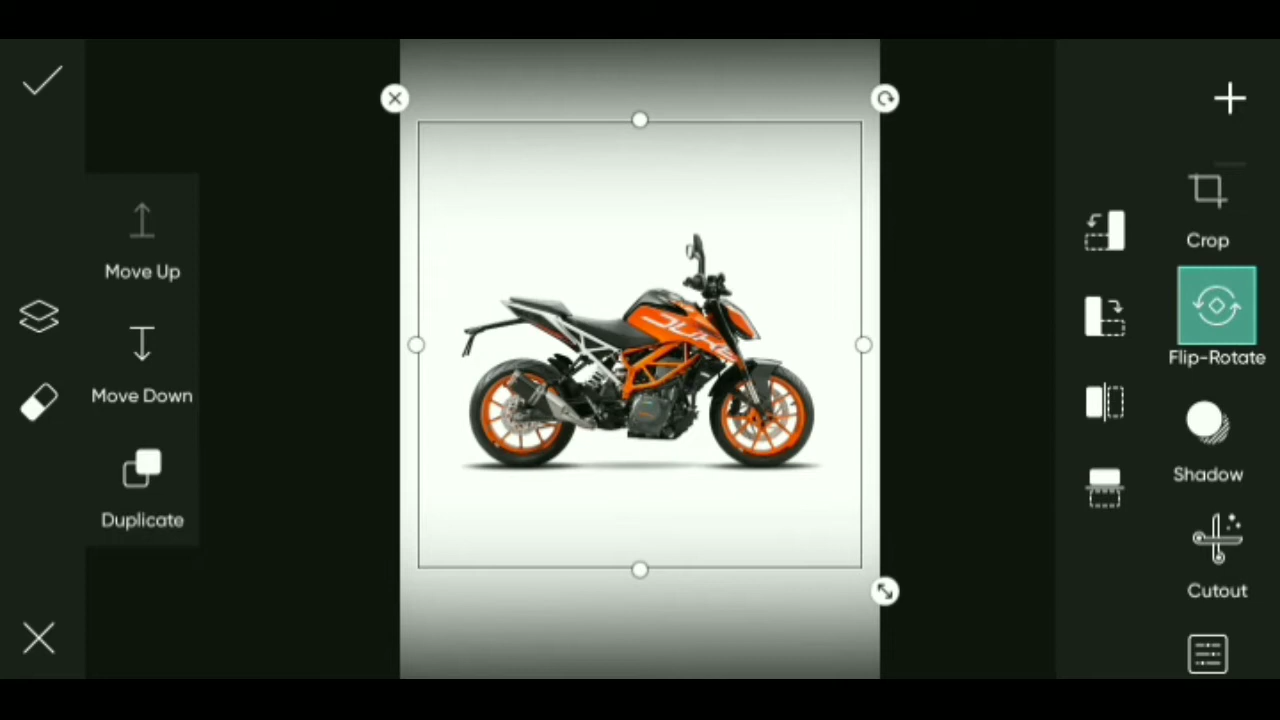 Move Up
Move Down
Duplicate
DUKE
Crop
Flip-Rotate
Shadow
Cutout